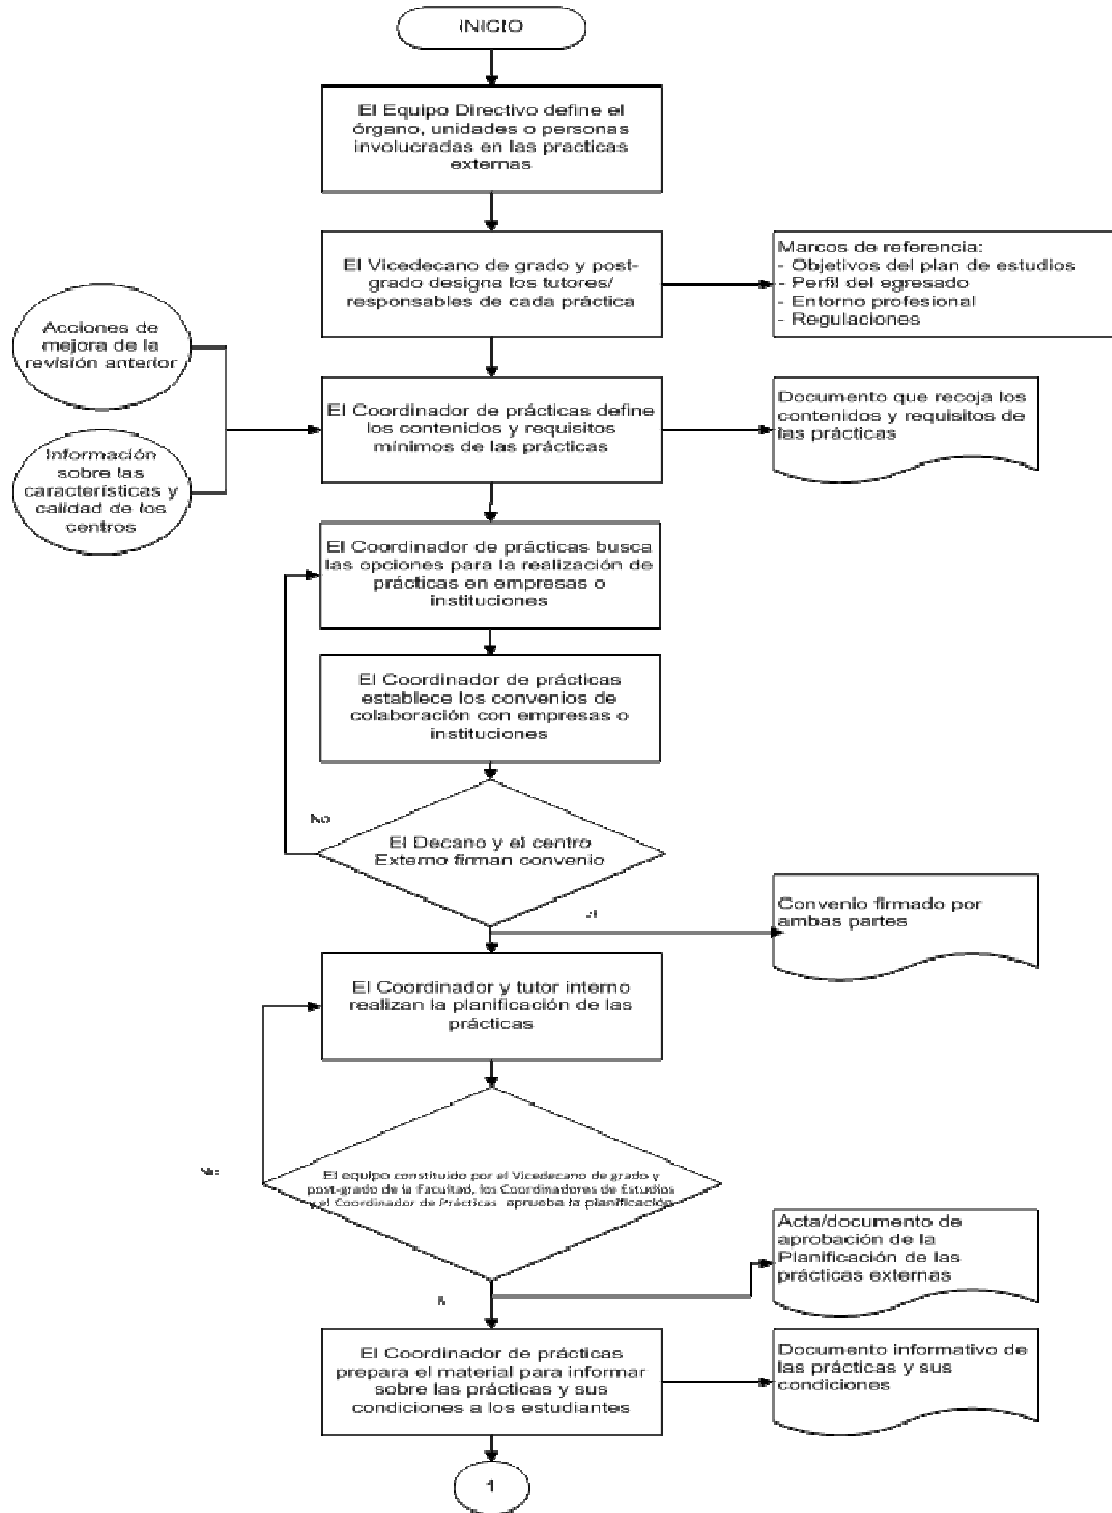 INICIO
El Equipo Directivo define el
órgano, unidades o personas
involucradas en las practicas
externas
El Vicedecano de grado y post-
grado designa los tutores/
responsables de cada práctica
Marcos de referencia:
- Objetivos del plan de estudios
- Perfil del egresado
- Entorno profesional
- Regulaciones
Acciones de
mejora de la
revisión anterior
El Coordinador de prácticas define
los contenidos y requisitos
mínimos de las prácticas
Documento que recoja los
contenidos y requisitos de
las prácticas
Información
sobre las
características y
calidad de los
centros
El Coordinador de prácticas busca
las opciones para la realización de
prácticas en empresas o
instituciones
El Coordinador de prácticas
establece los convenios de
colaboración con empresas o
instituciones
No
El Decano y el centro
Externo firman convenio
Convenio firmado por
ambas partes
El Coordinador y tutor interno
realizan la planificación de las
prácticas
El equipo constituido por el Vicedecano de grado y
post-grado de la Facultad, los Coordinadores de Estudios
y el Coordinador de Prácticas aprueba la planificación
Acta/documento de
aprobación de la
Planificación de las
prácticas externas
El Coordinador de prácticas
prepara el material para informar
sobre las prácticas y sus
condiciones a los estudiantes
Documento informativo de
las prácticas y sus
condiciones
1